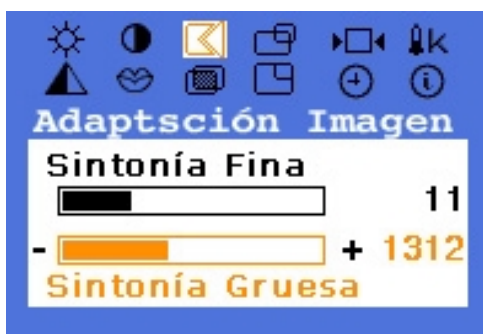 K
Adaptsción Imagen
Sintonía Fina
11
- + 1312
Sintonía Gruesa